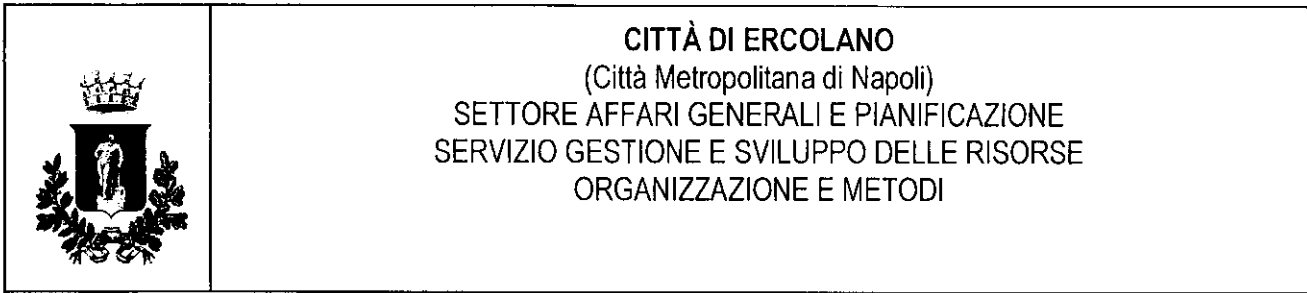 CITTÀ DI ERCOLANO
(Città Metropolitana di Napoli)
SETTORE AFFARI GENERALI E PIANIFICAZIONE
SERVIZIO GESTIONE E SVILUPPO DELLE RISORSE
ORGANIZZAZIONE E METODI